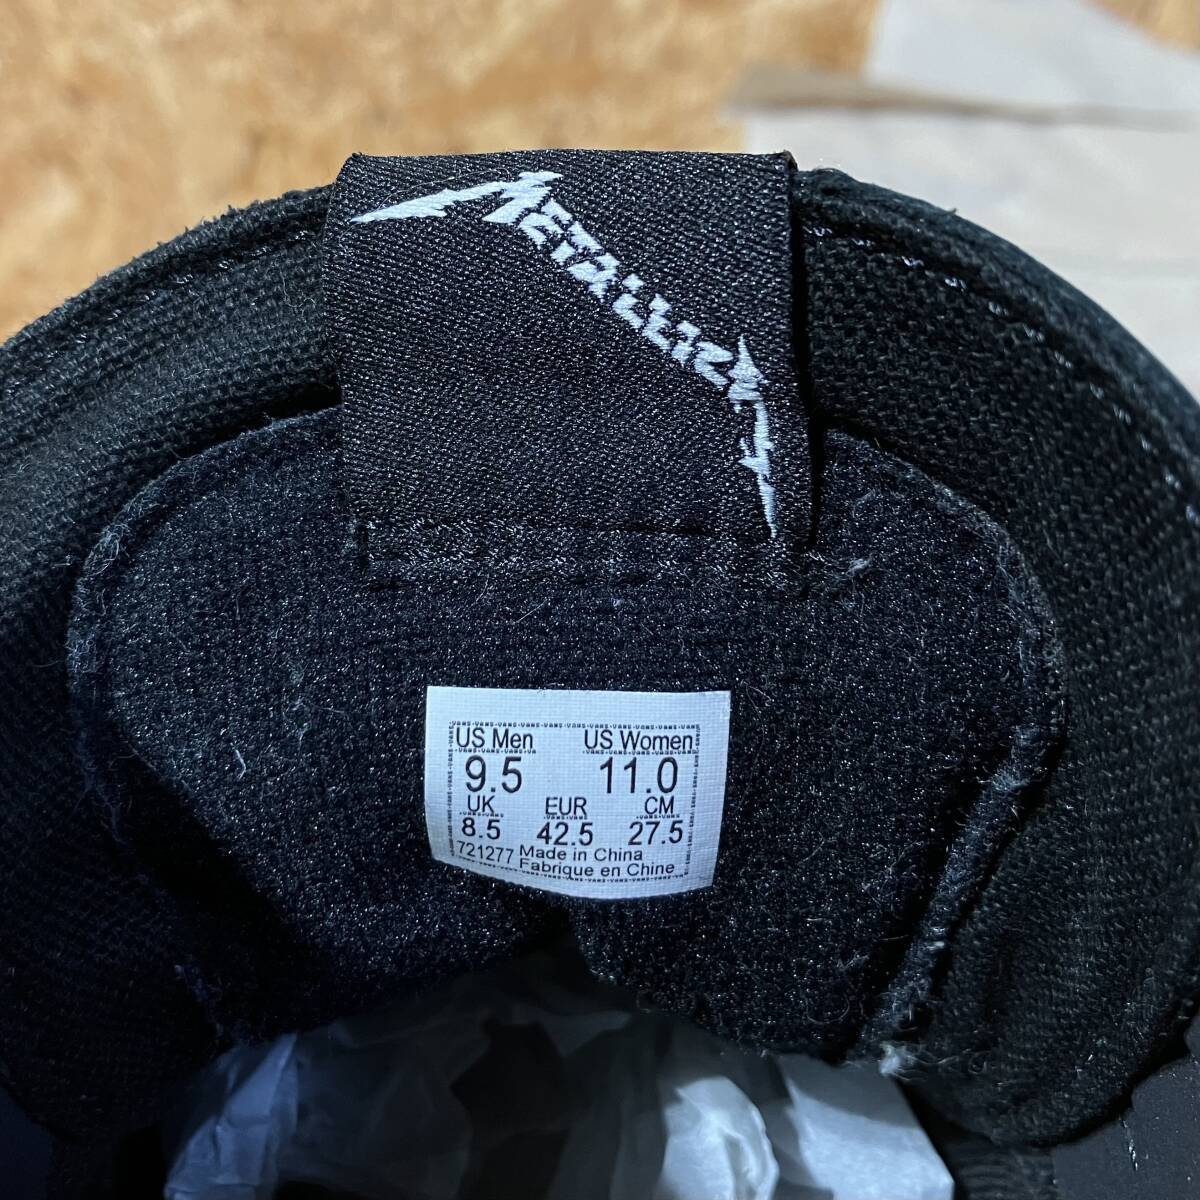 METALLICA
US Men US Women
9.5 11.0
UK EUR CM
8.5 42.5 27.5
721277 Made in China
Fabrique en Chine